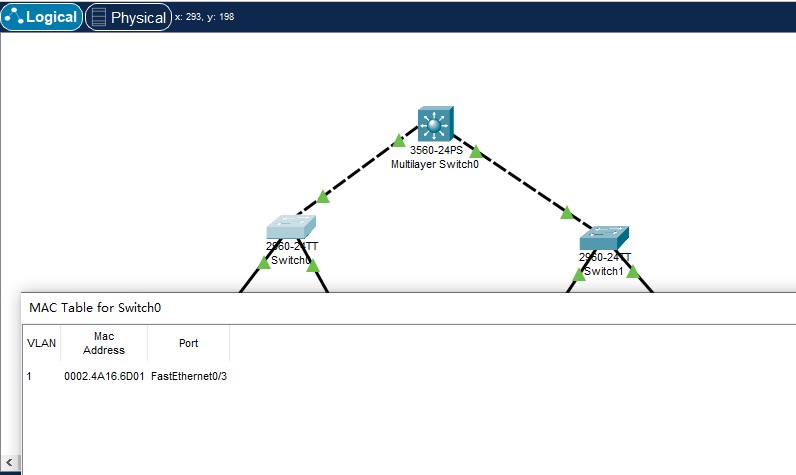 Logical
Physical
x: 293, y: 198
3560-24PS
Multilayer Switch0
2960-24TT
Switch0
2960-24TT
Switch1
MAC Table for Switch0
VLAN
Mac
Address
Port
1
0002.4A16.6D01
FastEthernet0/3